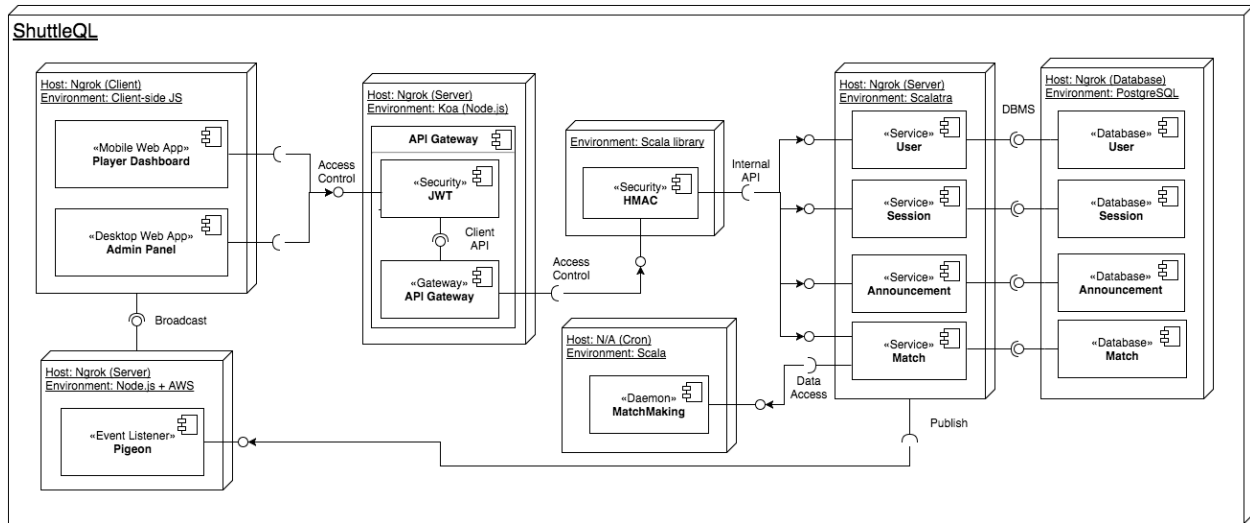 ShuttleQL
Host: Ngrok (Client)
Environment: Client-side JS
«Mobile Web App»
Player Dashboard
«Desktop Web App»
Admin Panel
Access
Control
Host: Ngrok (Server)
Environment: Koa (Node.js)
API Gateway
«Security»
JWT
Client
API
«Gateway»
API Gateway
Access
Control
Environment: Scala library
«Security»
HMAC
Internal
API
Host: Ngrok (Server)
Environment: Scalatra
«Service»
User
«Service»
Session
«Service»
Announcement
«Service»
Match
DBMS
Host: Ngrok (Database)
Environment: PostgreSQL
«Database»
User
«Database»
Session
«Database»
Announcement
«Database»
Match
Broadcast
Host: Ngrok (Server)
Environment: Node.js + AWS
«Event Listener»
Pigeon
Host: N/A (Cron)
Environment: Scala
«Daemon»
MatchMaking
Data
Access
Publish